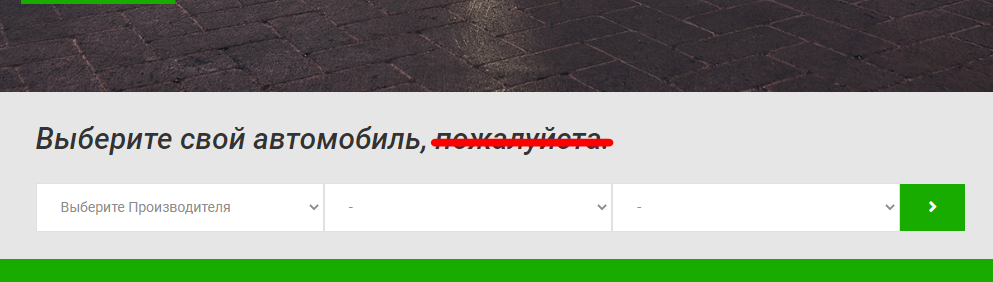 Выберите свой автомобиль, пожалуйста.
Выберите Производителя
-
-